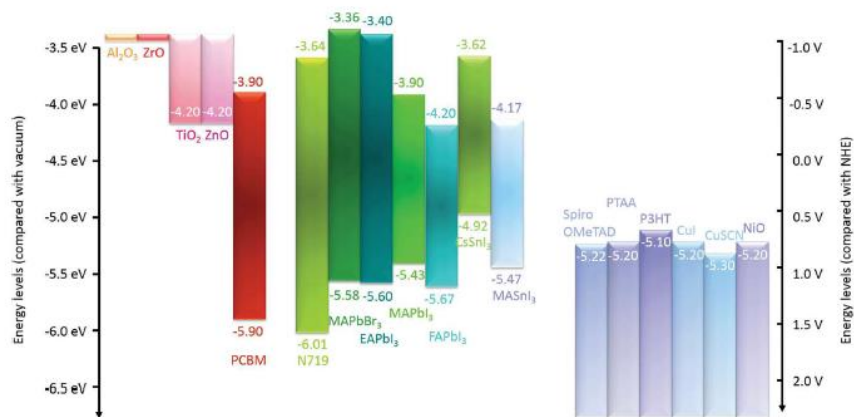 Energy levels (compared with vacuum)
-3.5 eV
-4.0 eV
-4.5 eV
-5.0 eV
-5.5 eV
-6.0 eV
-6.5 eV
Al₂O₃
ZrO
-4.20
-4.20
TiO₂
ZnO
-3.90
-5.90
PCBM
-3.64
-6.01
N719
-3.36
-5.58
MAPbBr₃
-3.40
-5.60
EAPbI₃
-3.90
-5.43
MAPbI₃
-4.20
-5.67
FAPbI₃
-3.62
-4.92
CsSnI₃
-4.17
-5.47
MASnI₃
Spiro
OMeTAD
-5.22
PTAA
-5.20
P3HT
-5.10
CuI
-5.20
CuSCN
-5.30
NiO
-5.20
-1.0 V
-0.5 V
0.0 V
0.5 V
1.0 V
1.5 V
2.0 V
Energy levels (compared with NHE)